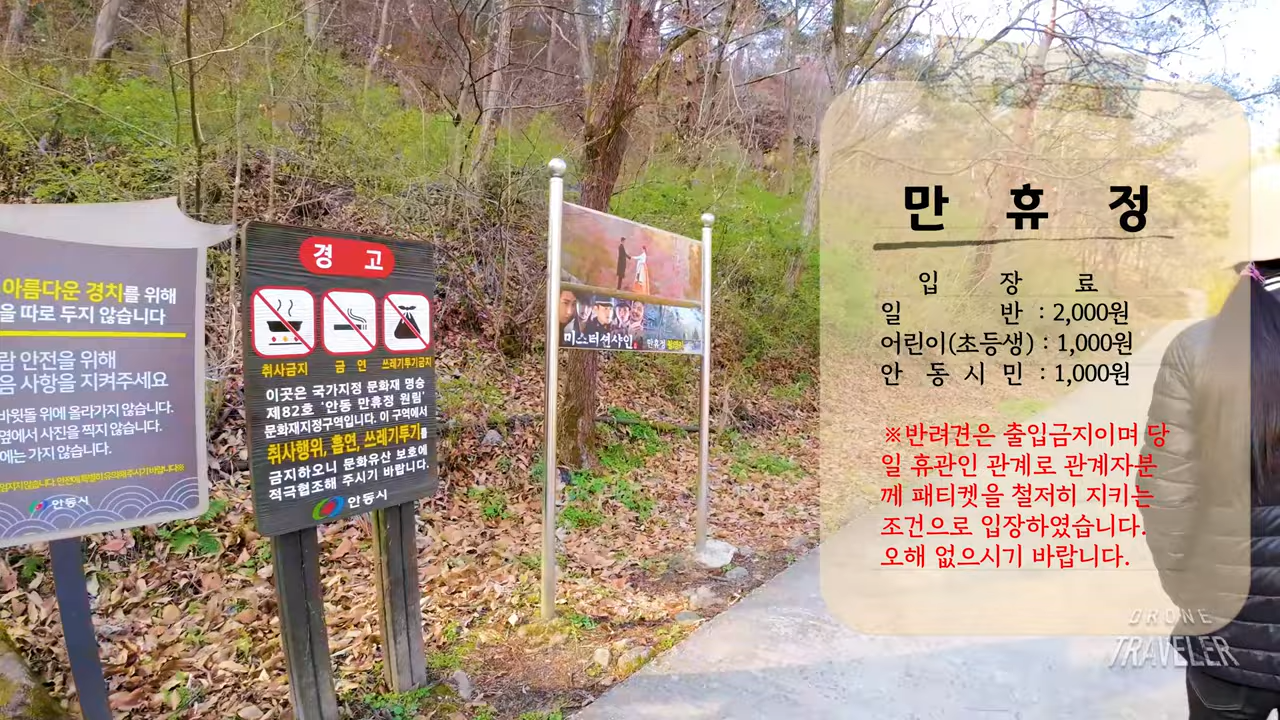 아름다운 경치를 위해
을 따로 두지 않습니다
람 안전을 위해
음 사항을 지켜주세요
바윗돌 위에 올라가지 않습니다.
옆에서 사진을 찍지 않습니다.
에는 가지 않습니다.
안동시
경 고
취사금지 금 연 쓰레기투기금지
이곳은 국가지정 문화재 명승
제82호 '안동 만휴정 원림'
문화재지정구역입니다. 이 구역에서
취사행위, 흡연, 쓰레기투기를
금지하오니 문화유산 보호에
적극협조해 주시기 바랍니다.
안동시
미스터션샤인,
만휴정
만 휴 정
입 장 료
일 반 : 2,000원
어린이(초등생) : 1,000원
안 동 시 민 : 1,000원
※반려견은 출입금지이며 당
일 휴관인 관계로 관계자분
께 패티켓을 철저히 지키는
조건으로 입장하였습니다.
오해 없으시기 바랍니다.
DRONE
TRAVELER